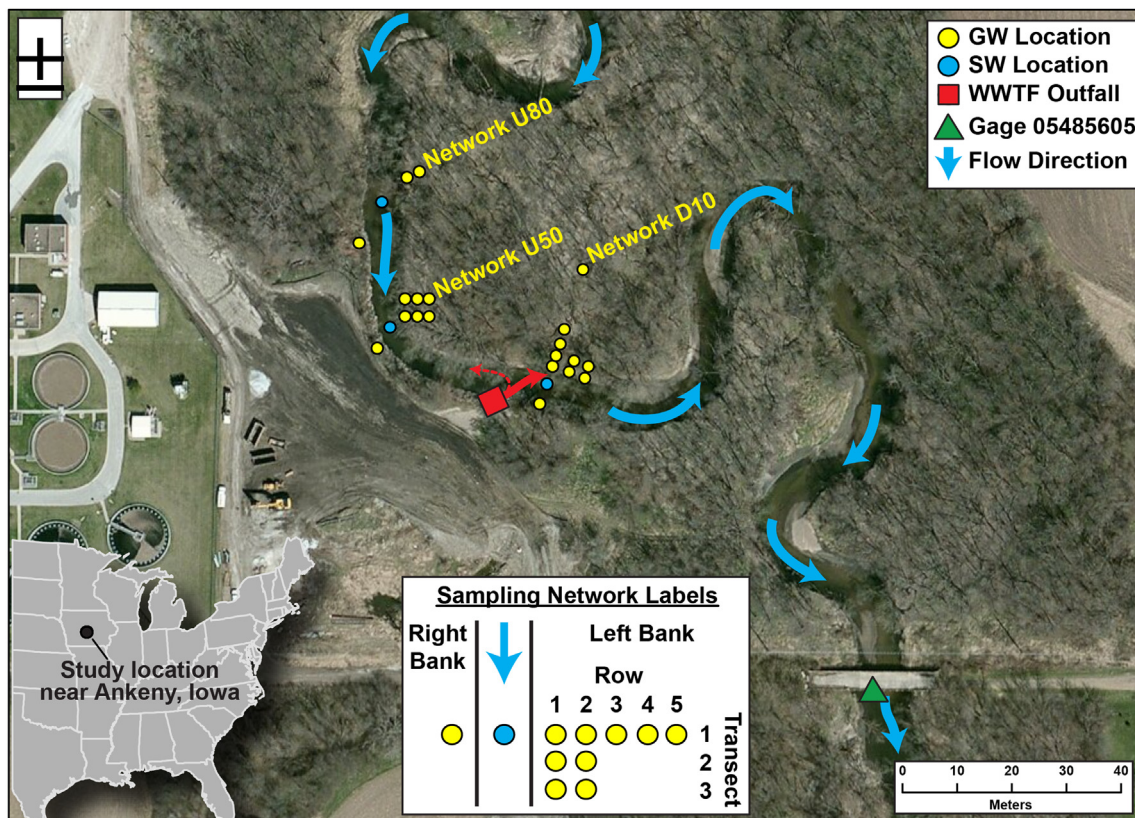 GW Location
SW Location
WWTF Outfall
Gage 05485605
Flow Direction
Network U80
Network D10
Network U50
Sampling Network Labels
Right
Bank
Left Bank
Row
1 2 3 4 5
1
2
3
Transect
Study location
near Ankeny, Iowa
0 10 20 30 40
Meters